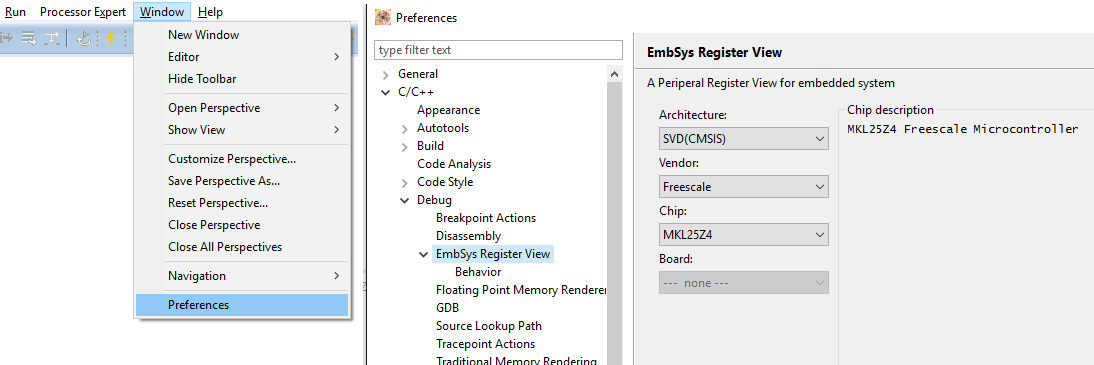 Run Processor Expert Window Help
New Window
Editor
Hide Toolbar
Open Perspective
Show View
Customize Perspective...
Save Perspective As...
Reset Perspective...
Close Perspective
Close All Perspectives
Navigation
Preferences
Preferences
type filter text
General
C/C++
Appearance
Autotools
Build
Code Analysis
Code Style
Debug
Breakpoint Actions
Disassembly
EmbSys Register View
Behavior
Floating Point Memory Renderer
GDB
Source Lookup Path
Tracepoint Actions
Traditional Memory Rendering
EmbSys Register View
A Periperal Register View for embedded system
Architecture:
SVD(CMSIS)
Vendor:
Freescale
Chip:
MKL25Z4
Board:
--- none ---
Chip description
MKL25Z4 Freescale Microcontroller